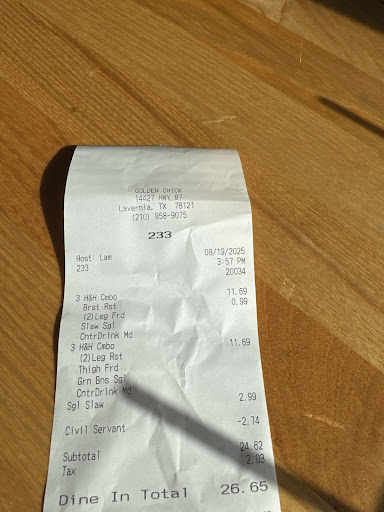 GOLDEN CHICK
14427 HWY 87
Lavernia, TX 78121
(210) 858-9075
233
Host: Lam 08/19/2025
233 3:57 PM
20034
3 H&H Cmbo 11.69
Brst Rst 0.99
(2)Leg Frd
Slaw Sgl
CntrDrink Md
3 H&H Cmbo 11.69
(2)Leg Rst
Thigh Frd
Grn Bns Sgl
CntrDrink Md
Sgl Slaw 2.99
Civil Servant -2.74
Subtotal 24.62
Tax 2.03
Dine In Total 26.65